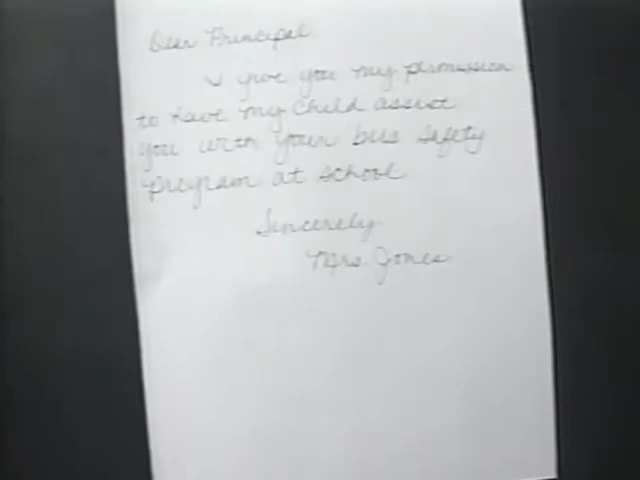 Dear Principal
I give you my permission
to have my child assist
you with your bus safety
program at school
Sincerely
Mrs. Jones